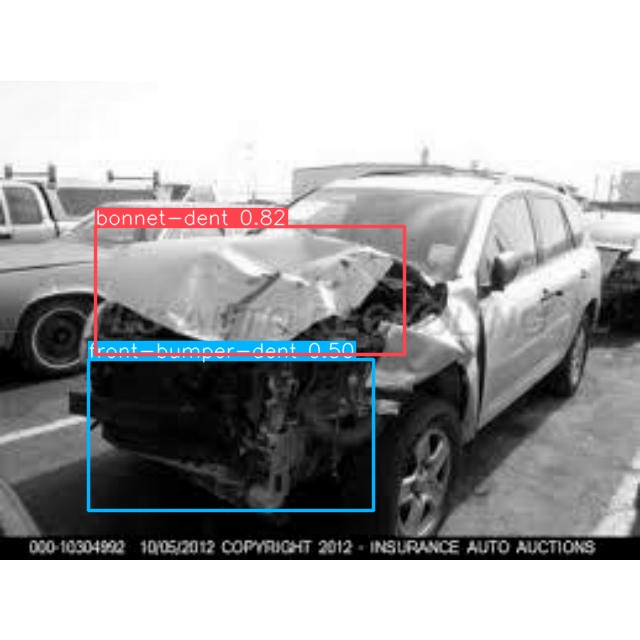 bonnet-dent 0.82
front-bumper-dent 0.50
000-10304992 10/05/2012 COPYRIGHT 2012 - INSURANCE AUTO AUCTIONS